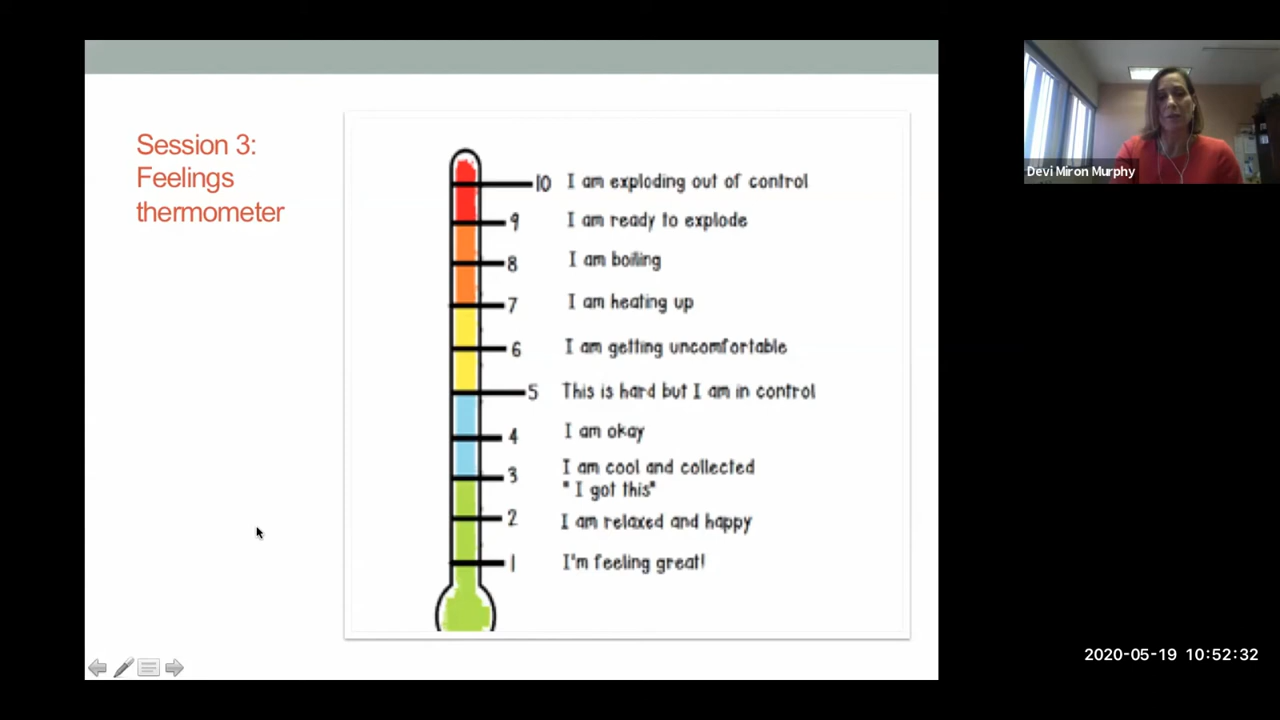 Session 3:
Feelings
thermometer
10 I am exploding out of control
9 I am ready to explode
8 I am boiling
7 I am heating up
6 I am getting uncomfortable
5 This is hard but I am in control
4 I am okay
3 I am cool and collected
" I got this"
2 I am relaxed and happy
1 I'm feeling great!
Devi Miron Murphy
2020-05-19 10:52:32